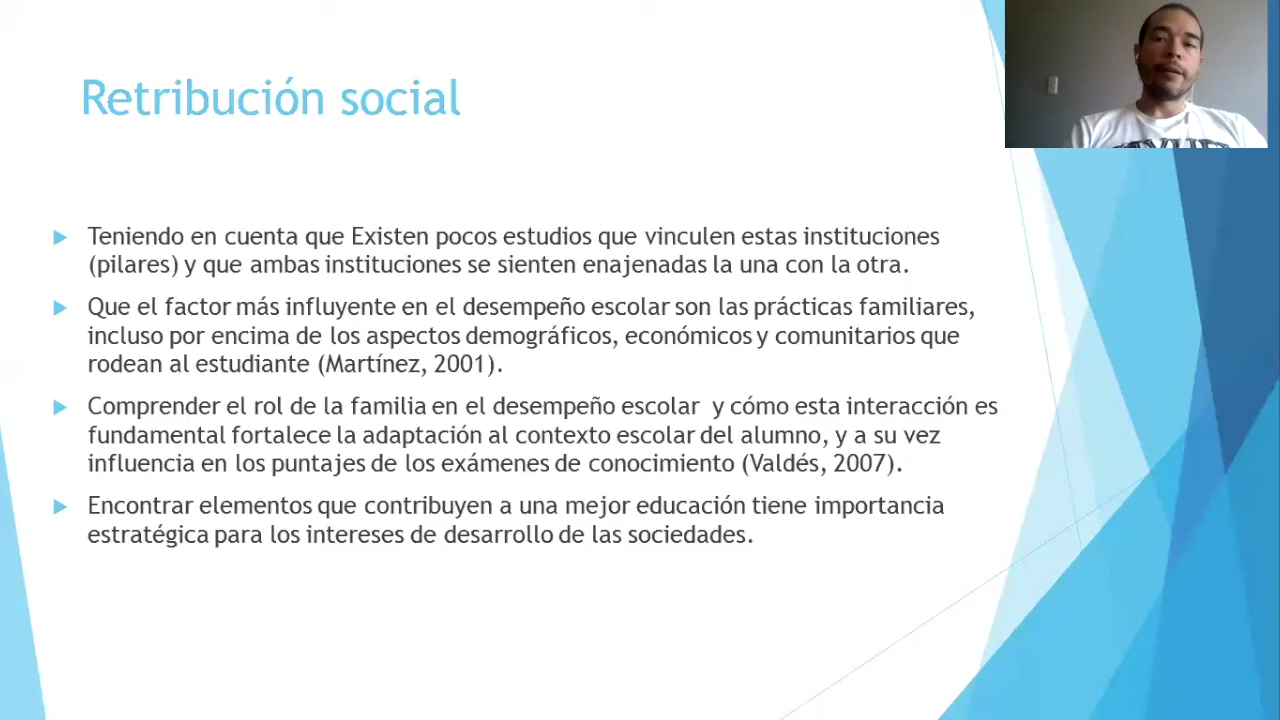 Retribución social
Teniendo en cuenta que Existen pocos estudios que vinculen estas instituciones
(pilares) y que ambas instituciones se sienten enajenadas la una con la otra.
Que el factor más influyente en el desempeño escolar son las prácticas familiares,
incluso por encima de los aspectos demográficos, económicos y comunitarios que
rodean al estudiante (Martínez, 2001).
Comprender el rol de la familia en el desempeño escolar  y cómo esta interacción es
fundamental fortalece la adaptación al contexto escolar del alumno, y a su vez
influencia en los puntajes de los exámenes de conocimiento (Valdés, 2007).
Encontrar elementos que contribuyen a una mejor educación tiene importancia
estratégica para los intereses de desarrollo de las sociedades.